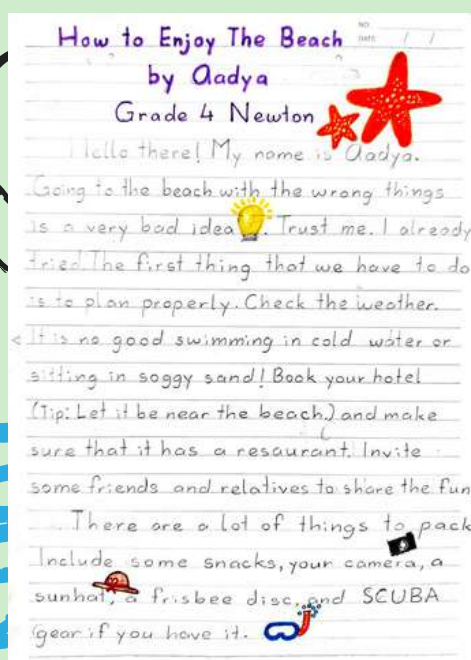 How to Enjoy The Beach
NO.
DATE / /
by Aadya
Grade 4 Newton
Hello there! My name is Aadya.
Going to the beach with the wrong things
is a very bad idea. Trust me. I already
tried. The first thing that we have to do
is to plan properly. Check the weather.
It is no good swimming in cold water or
sitting in soggy sand! Book your hotel
(Tip: Let it be near the beach.) and make
sure that it has a resaurant. Invite
some friends and relatives to share the fun
There are a lot of things to pack
Include some snacks, your camera, a
sunhat, a frisbee disc, and SCUBA
gear if you have it.